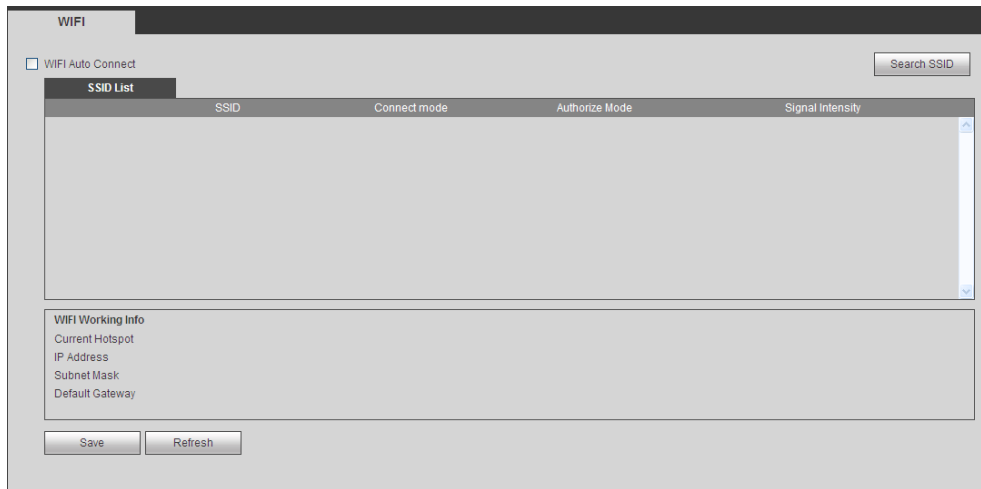 WIFI
WIFI Auto Connect
Search SSID
SSID List
SSID Connect mode Authorize Mode Signal Intensity
WIFI Working Info
Current Hotspot
IP Address
Subnet Mask
Default Gateway
Save Refresh